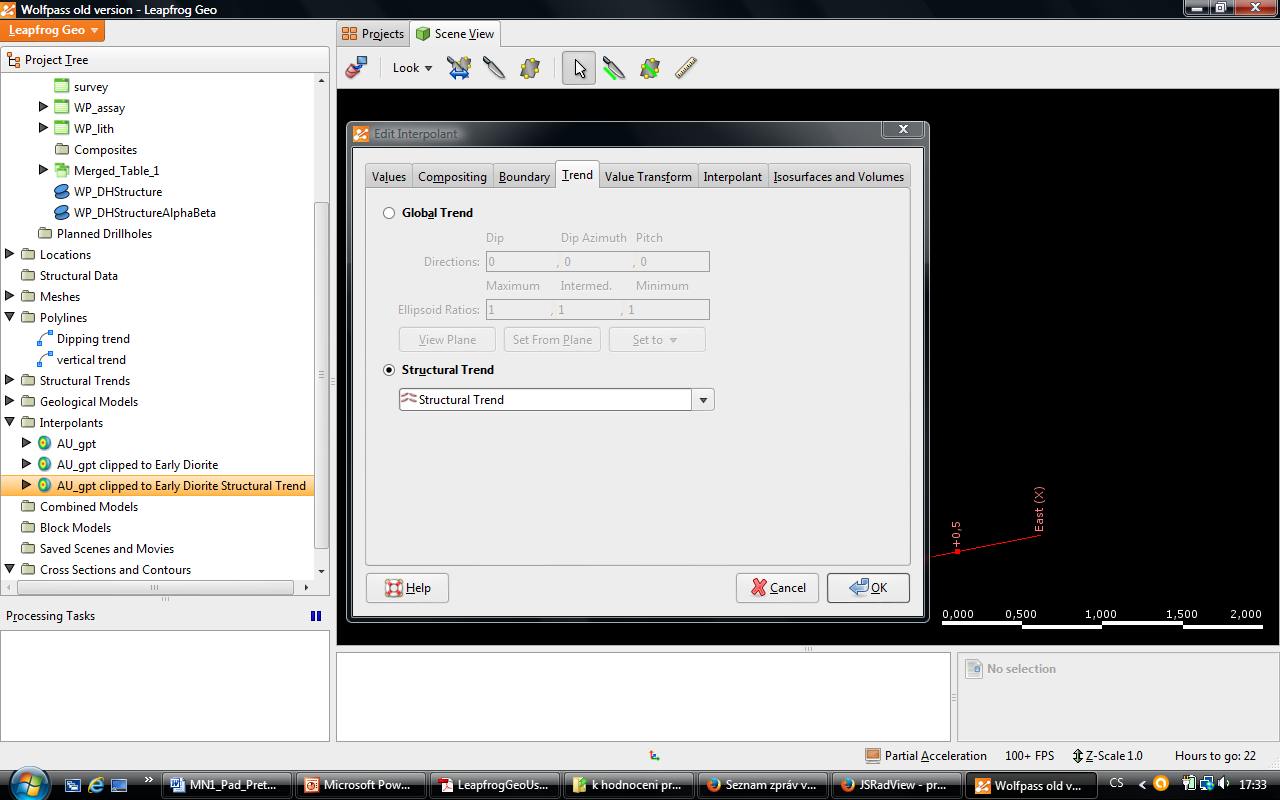 Wolfpass old version - Leapfrog Geo
Leapfrog Geo
Projects
Scene View
Project Tree
Look
survey
WP_assay
WP_lith
Composites
Merged_Table_1
WP_DHStructure
WP_DHStructureAlphaBeta
Planned Drillholes
Locations
Structural Data
Meshes
Polylines
Dipping trend
vertical trend
Structural Trends
Geological Models
Interpolants
AU_gpt
AU_gpt clipped to Early Diorite
AU_gpt clipped to Early Diorite Structural Trend
Combined Models
Block Models
Saved Scenes and Movies
Cross Sections and Contours
Processing Tasks
Edit Interpolant
Values Compositing Boundary Trend Value Transform Interpolant Isosurfaces and Volumes
Global Trend
Dip Dip Azimuth Pitch
Directions: 0 , 0 , 0
Maximum Intermed. Minimum
Ellipsoid Ratios: 1 , 1 , 1
View Plane Set From Plane Set to
Structural Trend
Structural Trend
Help Cancel OK
+0,5
East (X)
0,000 0,500 1,000 1,500 2,000
No selection
Partial Acceleration 100+ FPS Z-Scale 1.0 Hours to go: 22
MN1_Pad_Pret... Microsoft Pow... LeapfrogGeoUs... k hodnoceni pr... Seznam zpráv v... JSRadView - pr... Wolfpass old v... CS 17:33